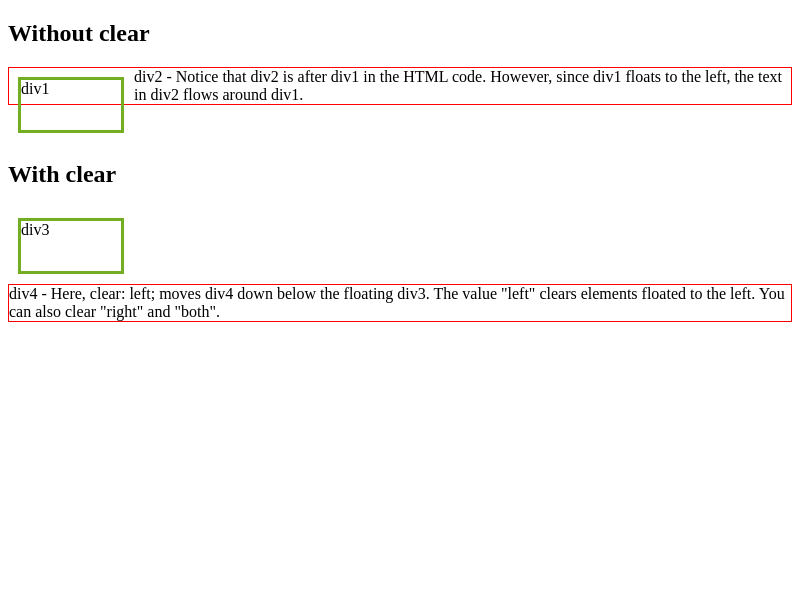 Without clear
div1
div2 - Notice that div2 is after div1 in the HTML code. However, since div1 floats to the left, the text
in div2 flows around div1.
With clear
div3
div4 - Here, clear: left; moves div4 down below the floating div3. The value "left" clears elements floated to the left. You
can also clear "right" and "both".